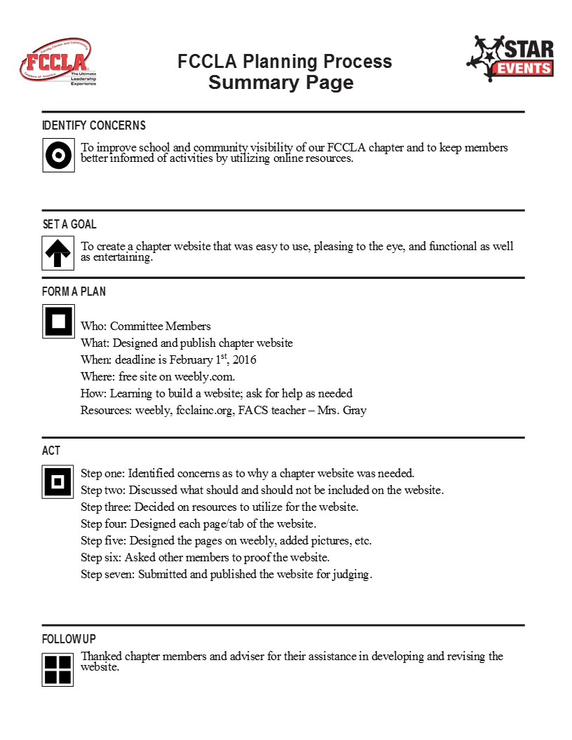 FCCLA
The Ultimate
Leadership
Experience
FCCLA Planning Process
Summary Page
STAR
EVENTS
IDENTIFY CONCERNS
To improve school and community visibility of our FCCLA chapter and to keep members
better informed of activities by utilizing online resources.
SET A GOAL
To create a chapter website that was easy to use, pleasing to the eye, and functional as well
as entertaining.
FORM A PLAN
Who: Committee Members
What: Designed and publish chapter website
When: deadline is February 1st, 2016
Where: free site on weebly.com.
How: Learning to build a website; ask for help as needed
Resources: weebly, fcclainc.org, FACS teacher – Mrs. Gray
ACT
Step one: Identified concerns as to why a chapter website was needed.
Step two: Discussed what should and should not be included on the website.
Step three: Decided on resources to utilize for the website.
Step four: Designed each page/tab of the website.
Step five: Designed the pages on weebly, added pictures, etc.
Step six: Asked other members to proof the website.
Step seven: Submitted and published the website for judging.
FOLLOW UP
Thanked chapter members and adviser for their assistance in developing and revising the
website.